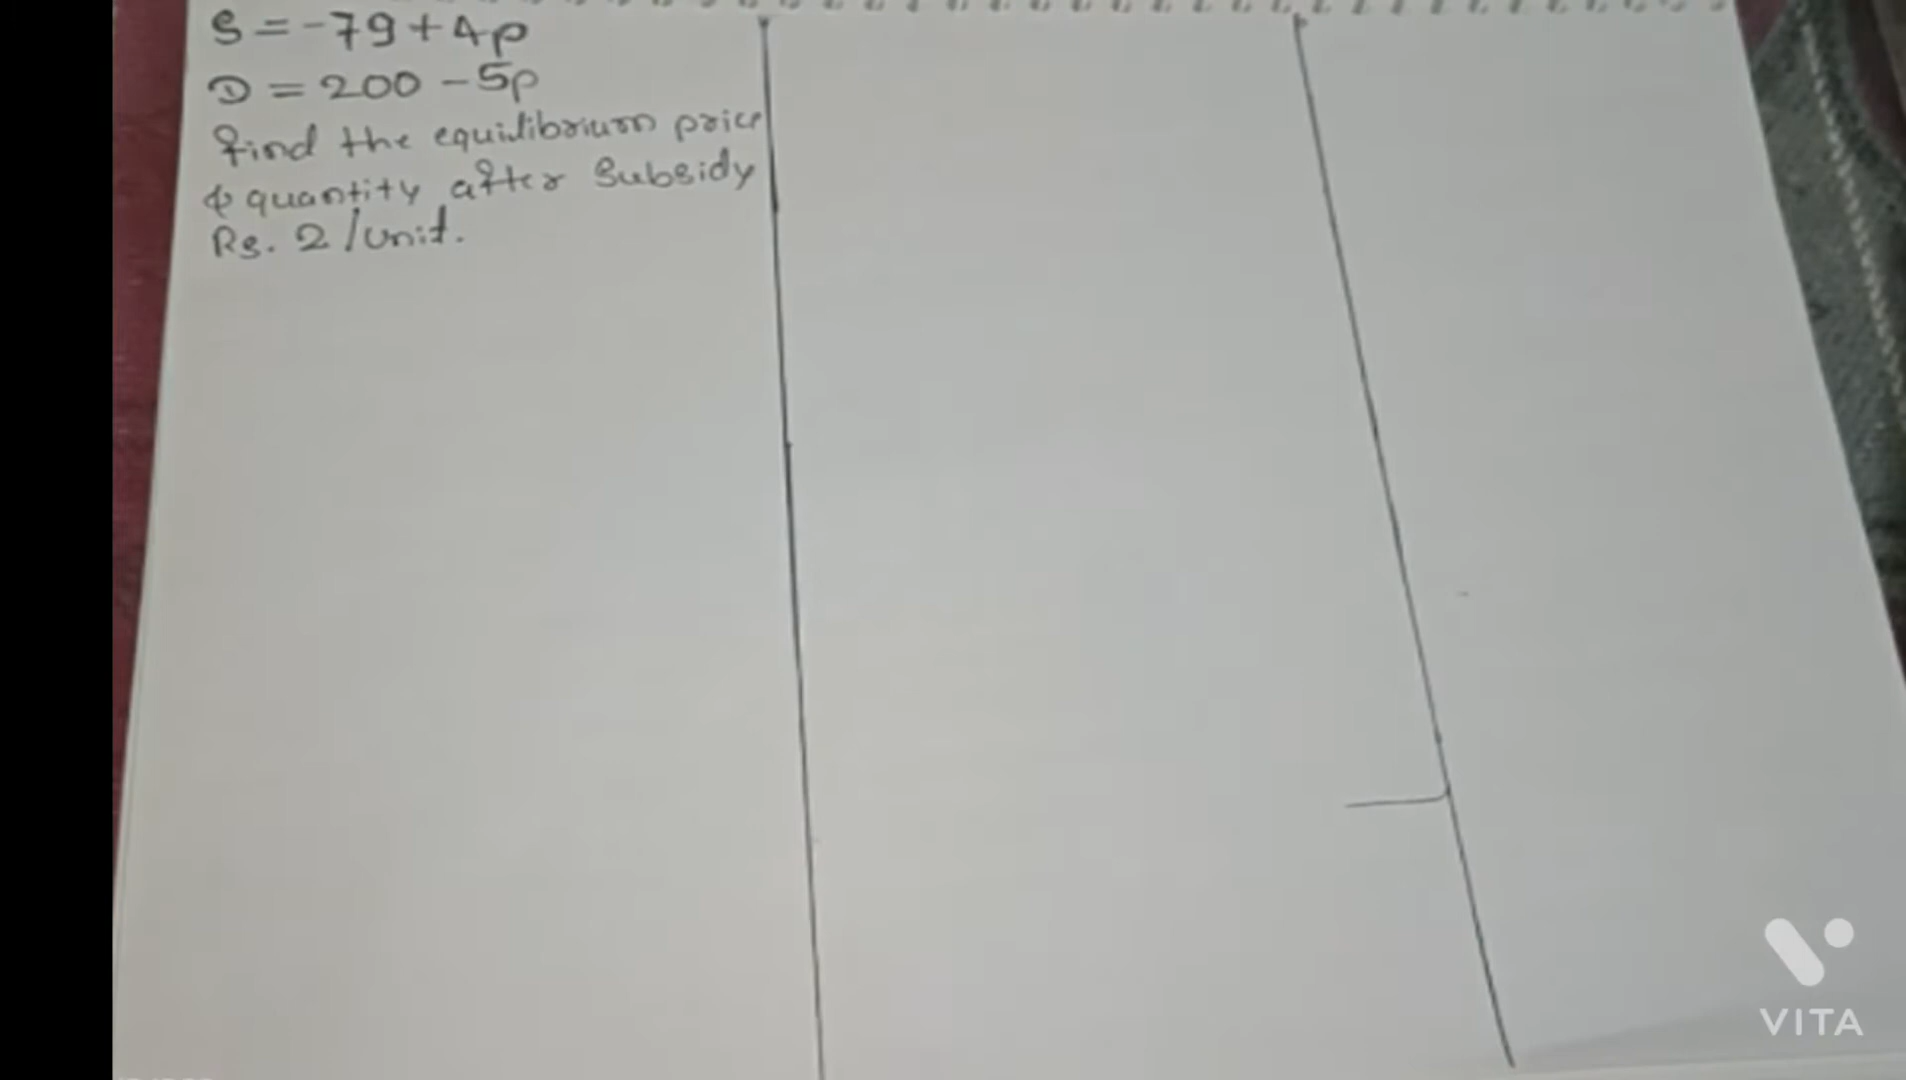 S = -79 + 4p
D = 200 - 5p
find the equilibrium price
& quantity after Subsidy
Rs. 2 / unit.
VITA